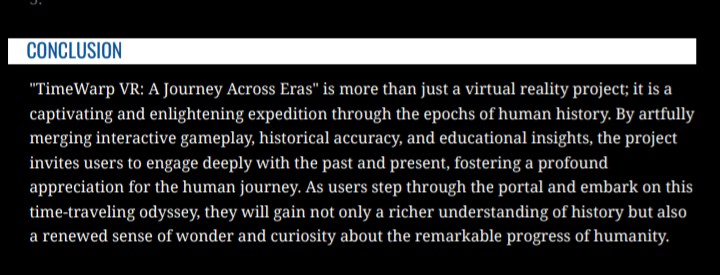 CONCLUSION
"TimeWarp VR: A Journey Across Eras" is more than just a virtual reality project; it is a
captivating and enlightening expedition through the epochs of human history. By artfully
merging interactive gameplay, historical accuracy, and educational insights, the project
invites users to engage deeply with the past and present, fostering a profound
appreciation for the human journey. As users step through the portal and embark on this
time-traveling odyssey, they will gain not only a richer understanding of history but also
a renewed sense of wonder and curiosity about the remarkable progress of humanity.